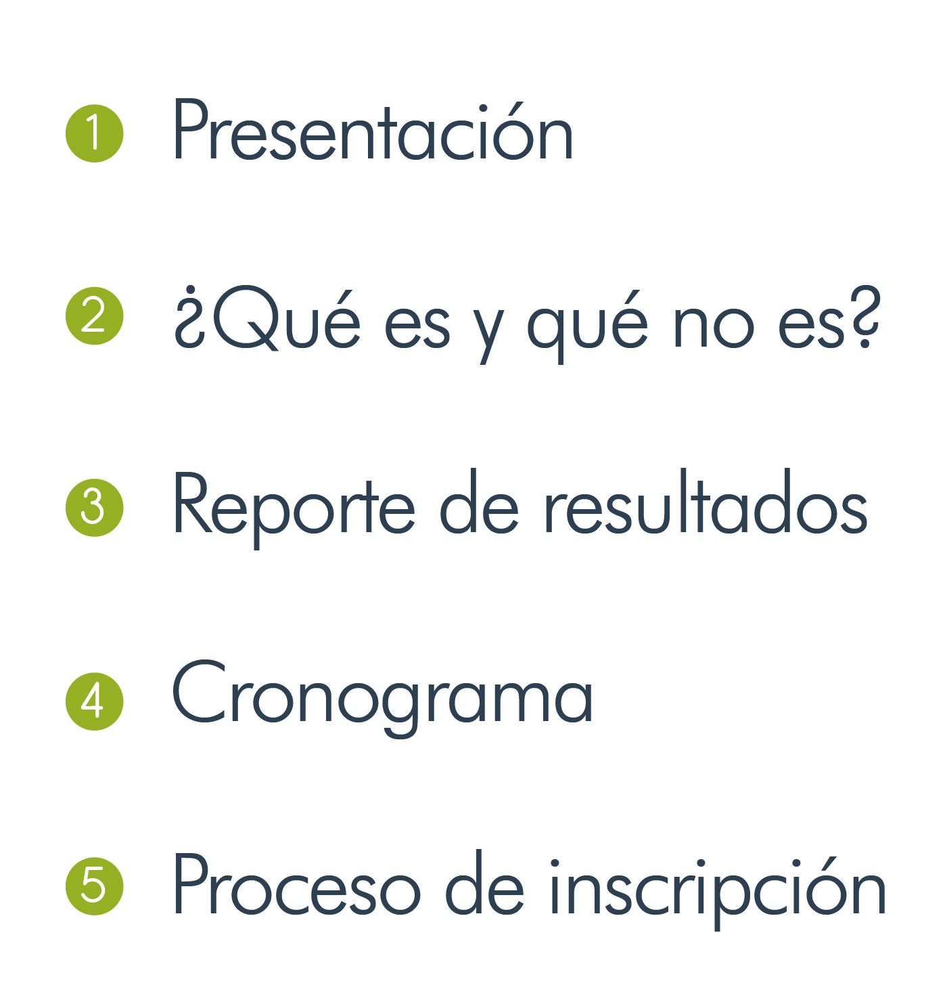 1 Presentación
2 ¿Qué es y qué no es?
3 Reporte de resultados
4 Cronograma
5 Proceso de inscripción